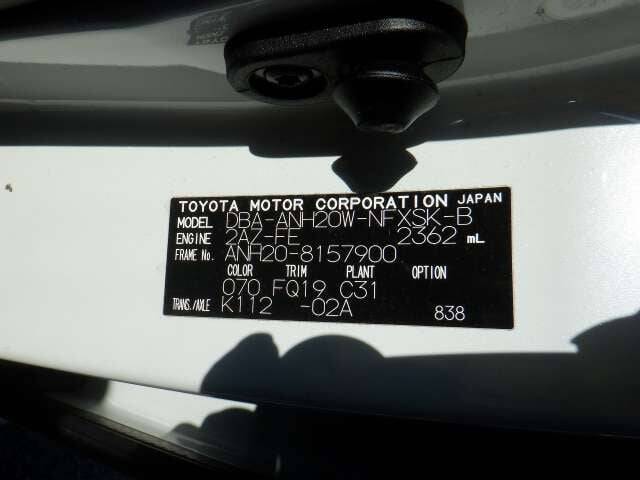 TOYOTA MOTOR CORPORATION JAPAN
MODEL DBA-ANH20W-NFXSK-B
ENGINE 2AZ-FE 2362 mL
FRAME No. ANH20-8157900
COLOR TRIM PLANT OPTION
070 FQ19 C31
TRANS./AXLE K112 -02A
838